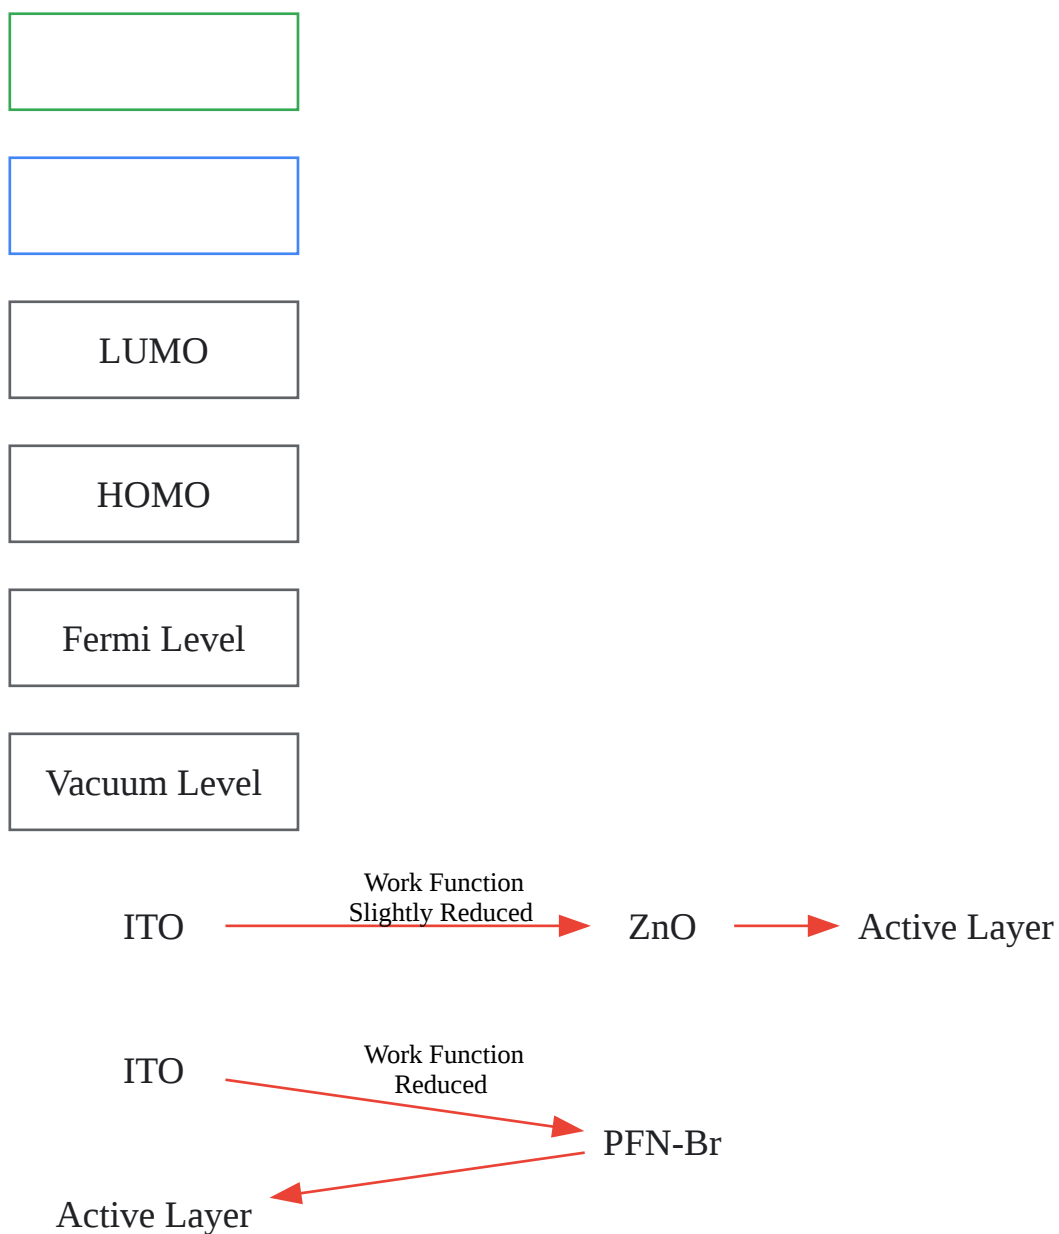 LUMO
HOMO
Fermi Level
Vacuum Level
Work Function
Slightly Reduced
ITO
ZnO
Active Layer
Work Function
Reduced
ITO
PFN-Br
Active Layer